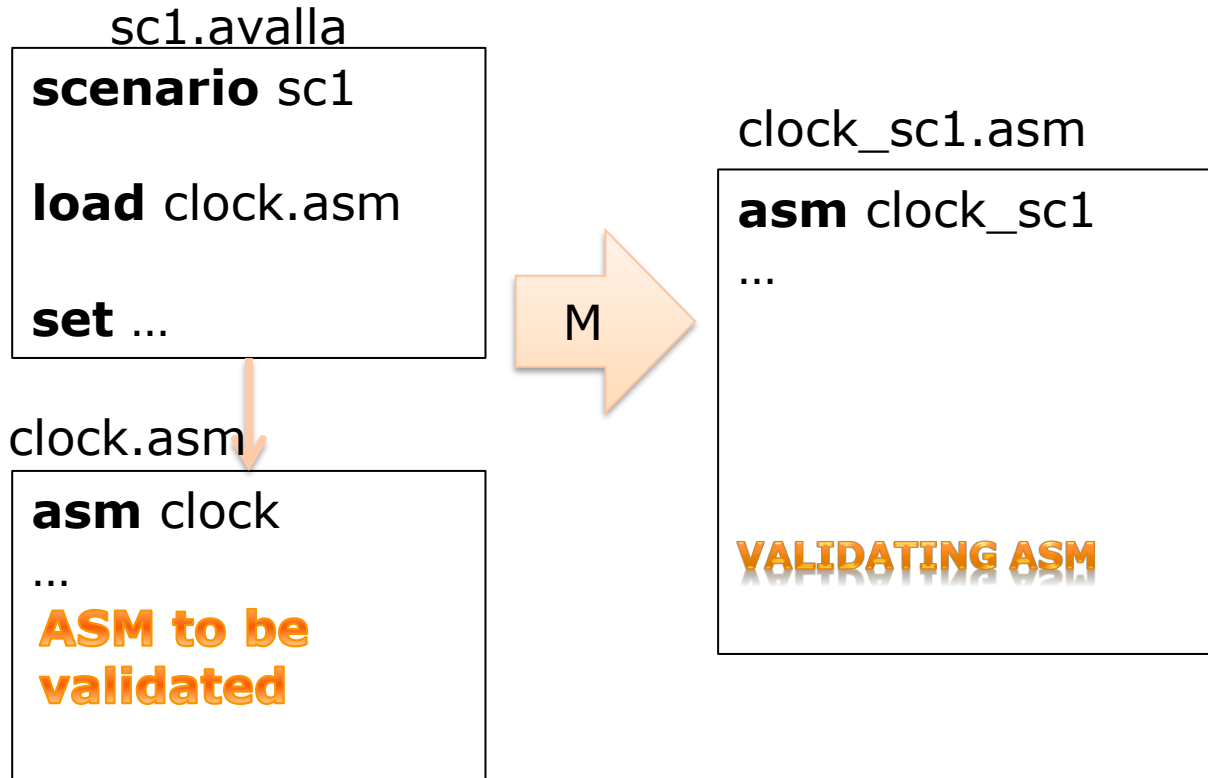 sc1.avalla
scenario sc1
load clock.asm
set …
clock.asm
asm clock
…
ASM to be
validated
M
clock_sc1.asm
asm clock_sc1
…
VALIDATING ASM